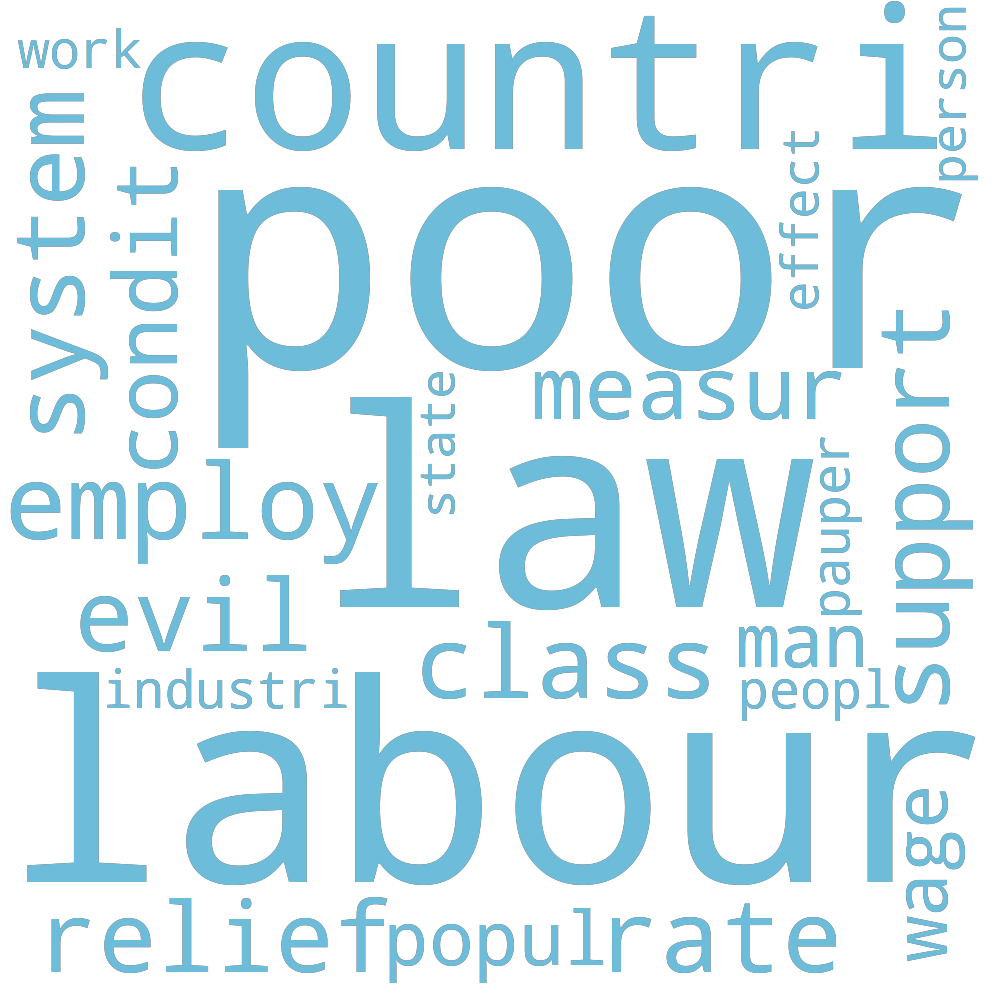 work
countri
person
system
condit
poor
effect
support
measur
state
employ
law
pauper
evil
class
man
industri
peopl
labour
wage
relief
popul
rate